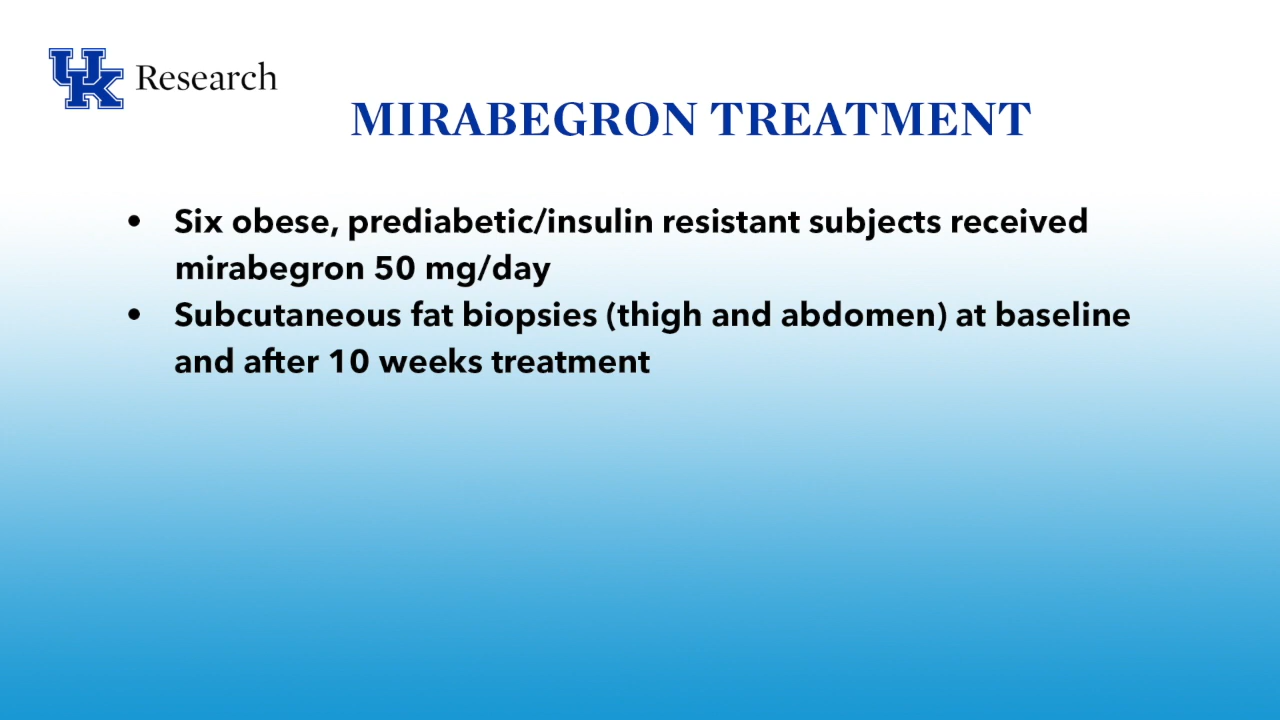 UK Research
MIRABEGRON TREATMENT
• Six obese, prediabetic/insulin resistant subjects received
mirabegron 50 mg/day
• Subcutaneous fat biopsies (thigh and abdomen) at baseline
and after 10 weeks treatment